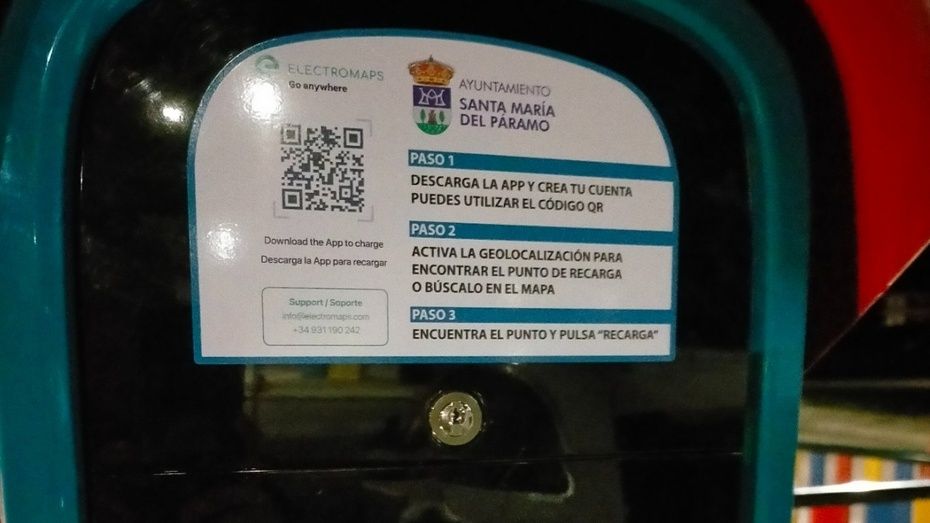 ELECTROMAPS
Go anywhere
Download the App to charge
Descarga la App para recargar
Support / Soporte
info@electromaps.com
+34 931 190 242
AYUNTAMIENTO
SANTA MARÍA
DEL PÁRAMO
PASO 1
DESCARGA LA APP Y CREA TU CUENTA
PUEDES UTILIZAR EL CÓDIGO QR
PASO 2
ACTIVA LA GEOLOCALIZACIÓN PARA
ENCONTRAR EL PUNTO DE RECARGA
O BÚSCALO EN EL MAPA
PASO 3
ENCUENTRA EL PUNTO Y PULSA "RECARGA"